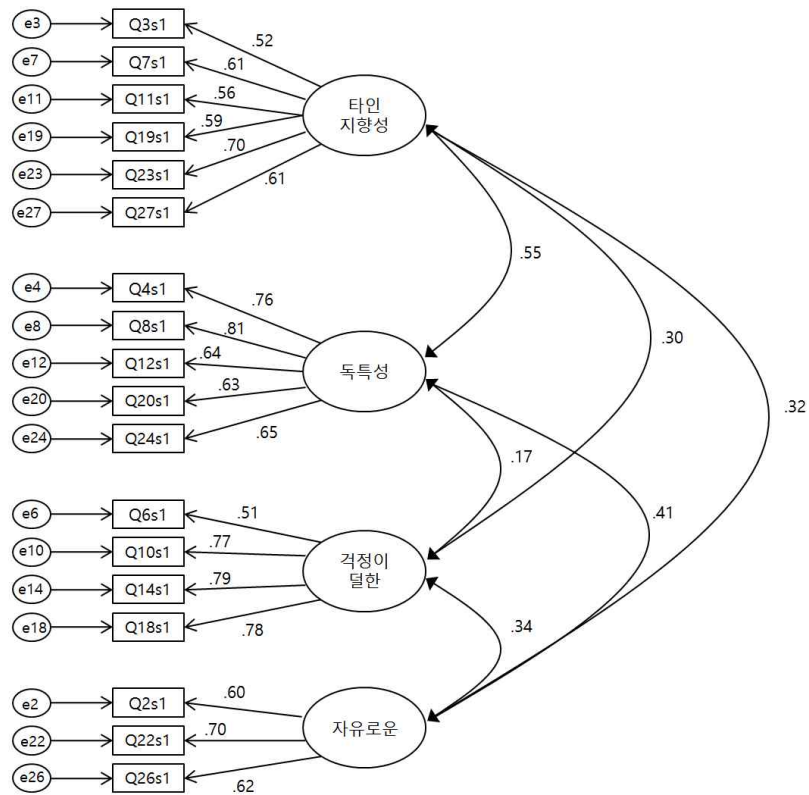 e3 Q3s1 .52
e7 Q7s1 .61
e11 Q11s1 .56
e19 Q19s1 .59
e23 Q23s1 .70
e27 Q27s1 .61
타인
지향성
.55
.30
.32
e4 Q4s1 .76
e8 Q8s1 .81
e12 Q12s1 .64
e20 Q20s1 .63
e24 Q24s1 .65
독특성
.17
.41
e6 Q6s1 .51
e10 Q10s1 .77
e14 Q14s1 .79
e18 Q18s1 .78
걱정이
덜한
.34
e2 Q2s1 .60
e22 Q22s1 .70
e26 Q26s1 .62
자유로운